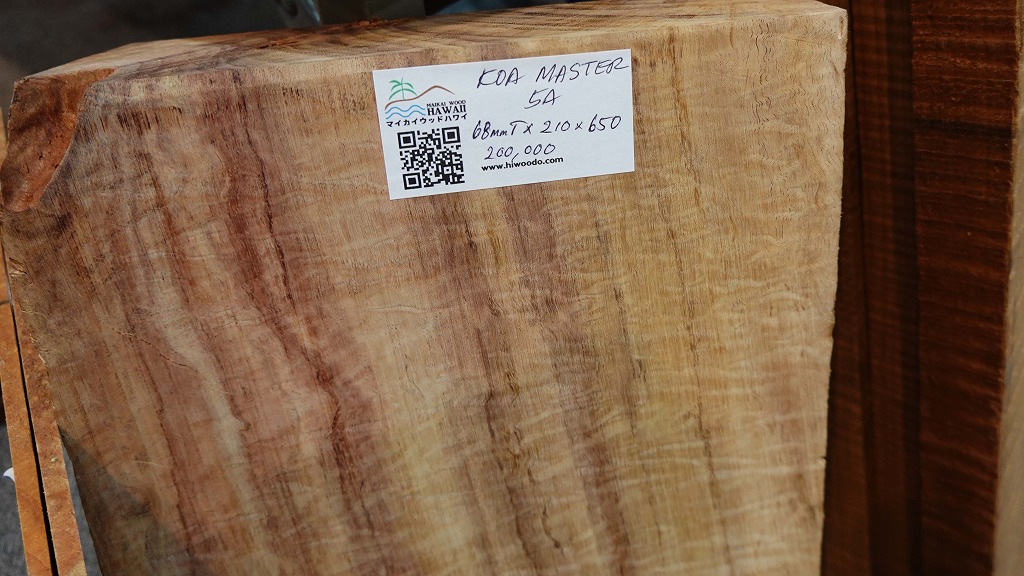 KOA MASTER
5A
MAIKAI WOOD
HAWAII
マイカイウッドハワイ
68mmT x 210 x 650
200,000
www.hiwoodo.com